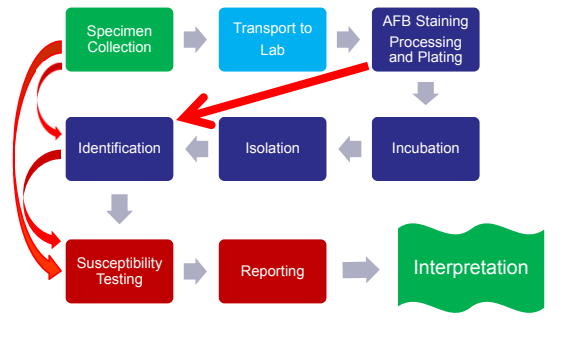 Specimen
Collection
Transport to
Lab
AFB Staining
Processing
and Plating
Identification
Isolation
Incubation
Susceptibility
Testing
Reporting
Interpretation